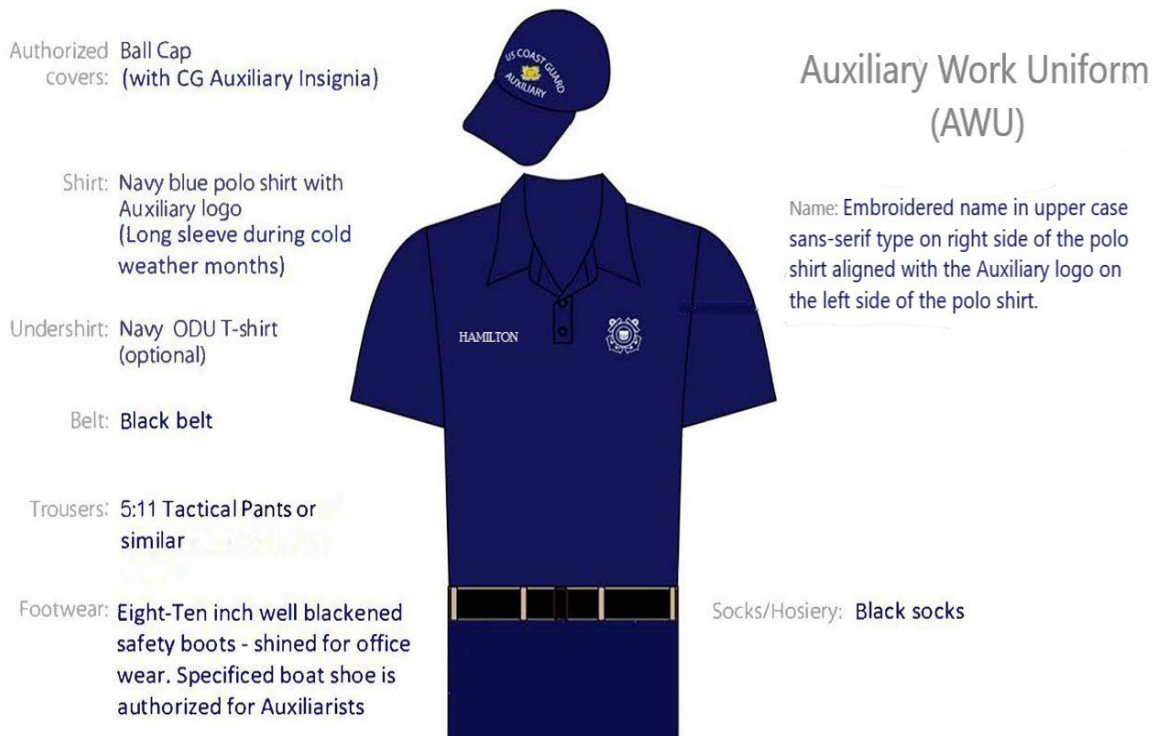 Authorized Ball Cap
covers: (with CG Auxiliary Insignia)
US COAST GUARD
AUXILIARY
Auxiliary Work Uniform
(AWU)
Shirt: Navy blue polo shirt with
Auxiliary logo
(Long sleeve during cold
weather months)
Name: Embroidered name in upper case
sans-serif type on right side of the polo
shirt aligned with the Auxiliary logo on
the left side of the polo shirt.
Undershirt: Navy ODU T-shirt
(optional)
HAMILTON
Belt: Black belt
Trousers: 5:11 Tactical Pants or
similar
Footwear: Eight-Ten inch well blackened
safety boots - shined for office
wear. Specificed boat shoe is
authorized for Auxiliarists
Socks/Hosiery: Black socks